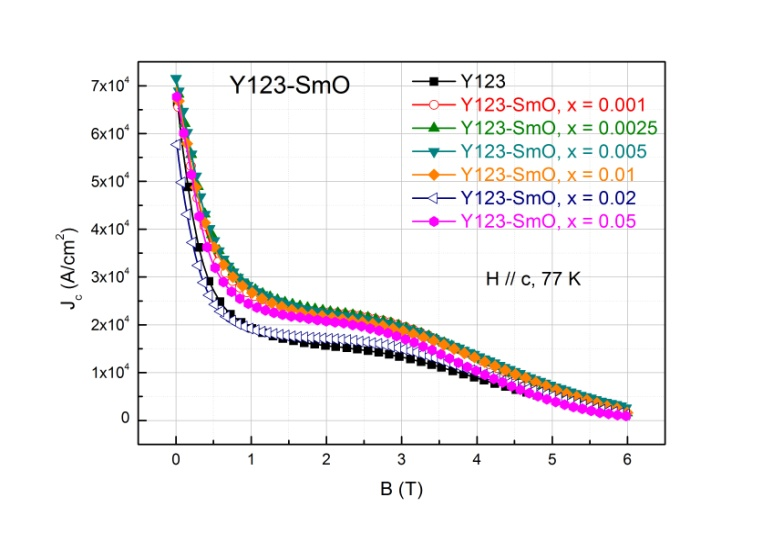 Y123-SmO
Y123
Y123-SmO, x = 0.001
Y123-SmO, x = 0.0025
Y123-SmO, x = 0.005
Y123-SmO, x = 0.01
Y123-SmO, x = 0.02
Y123-SmO, x = 0.05
H // c, 77 K
7x10⁴
6x10⁴
5x10⁴
4x10⁴
3x10⁴
2x10⁴
1x10⁴
0
J_c (A/cm²)
0 1 2 3 4 5 6
B (T)